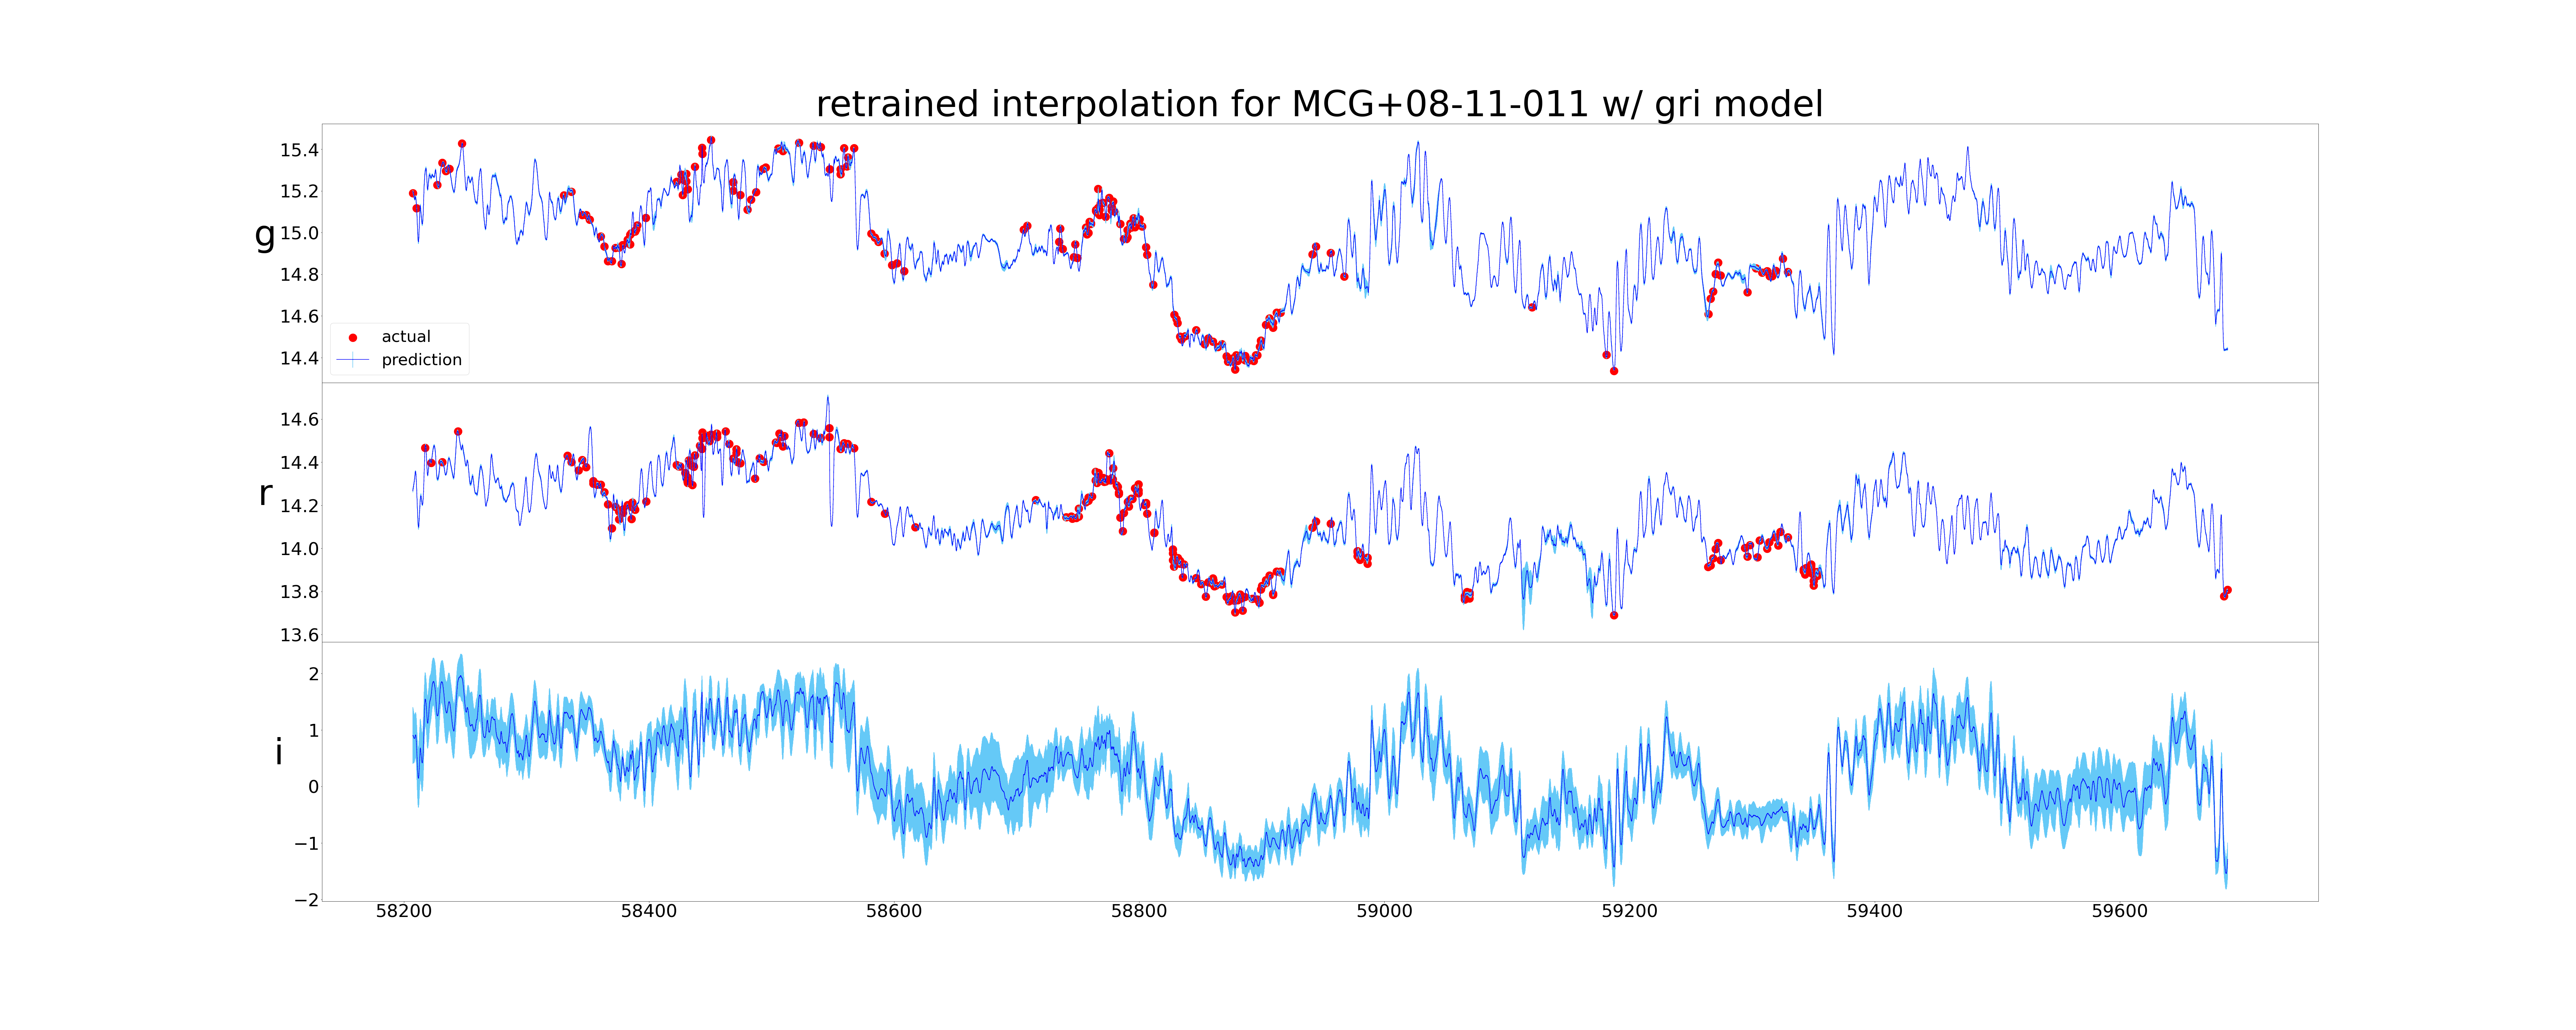 retrained interpolation for MCG+08-11-011 w/ gri model
15.4
15.2
15.0
14.8
14.6
14.4
g
actual
prediction
14.6
14.4
14.2
14.0
13.8
13.6
r
2
1
0
−1
−2
i
58200 58400 58600 58800 59000 59200 59400 59600